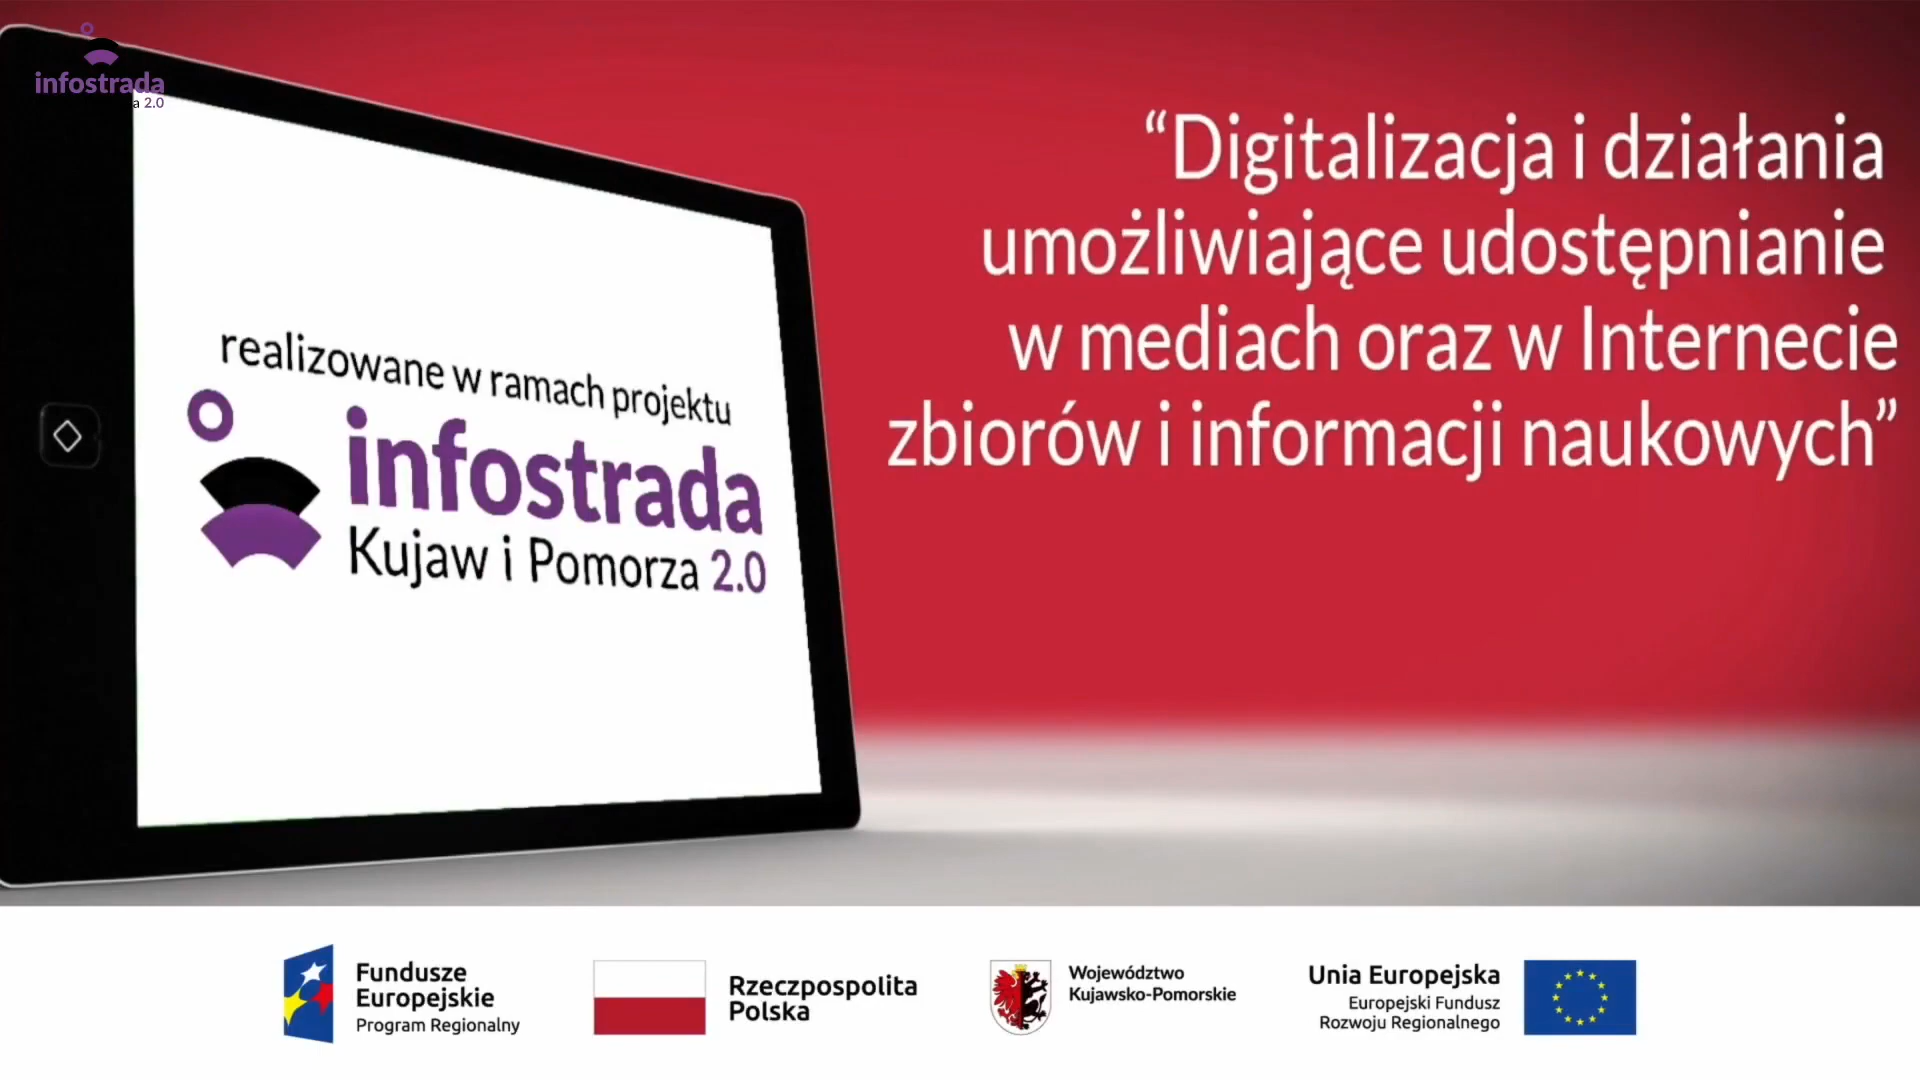 infostrada
a 2.0
realizowane w ramach projektu
infostrada
Kujaw i Pomorza 2.0
“Digitalizacja i działania
umożliwiające udostępnianie
w mediach oraz w Internecie
zbiorów i informacji naukowych”
Fundusze
Europejskie
Program Regionalny
Rzeczpospolita
Polska
Województwo
Kujawsko-Pomorskie
Unia Europejska
Europejski Fundusz
Rozwoju Regionalnego